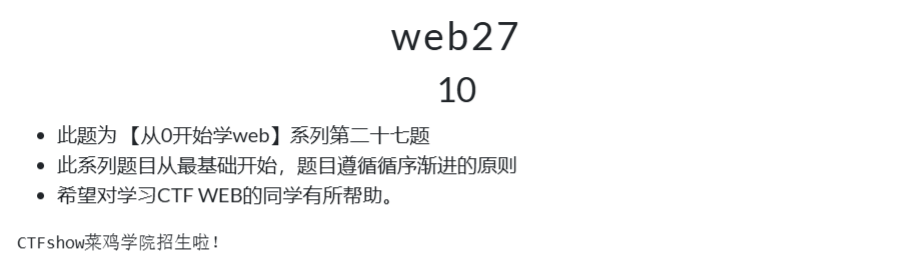 web27
10
此题为 【从0开始学web】系列第二十七题
此系列题目从最基础开始，题目遵循循序渐进的原则
希望对学习CTF WEB的同学有所帮助。
CTFshow菜鸡学院招生啦！